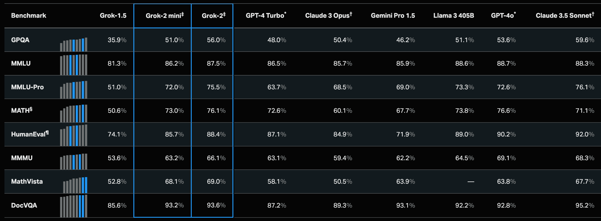 Benchmark Grok-1.5 Grok-2 mini‡ Grok-2‡ GPT-4 Turbo* Claude 3 Opus† Gemini Pro 1.5 Llama 3 405B GPT-4o* Claude 3.5 Sonnet†
GPQA 35.9% 51.0% 56.0% 48.0% 50.4% 46.2% 51.1% 53.6% 59.6%
MMLU 81.3% 86.2% 87.5% 86.5% 85.7% 85.9% 88.6% 88.7% 88.3%
MMLU-Pro 51.0% 72.0% 75.5% 63.7% 68.5% 69.0% 73.3% 72.6% 76.1%
MATH§ 50.6% 73.0% 76.1% 72.6% 60.1% 67.7% 73.8% 76.6% 71.1%
HumanEval¶ 74.1% 85.7% 88.4% 87.1% 84.9% 71.9% 89.0% 90.2% 92.0%
MMMU 53.6% 63.2% 66.1% 63.1% 59.4% 62.2% 64.5% 69.1% 68.3%
MathVista 52.8% 68.1% 69.0% 58.1% 50.5% 63.9% — 63.8% 67.7%
DocVQA 85.6% 93.2% 93.6% 87.2% 89.3% 93.1% 92.2% 92.8% 95.2%